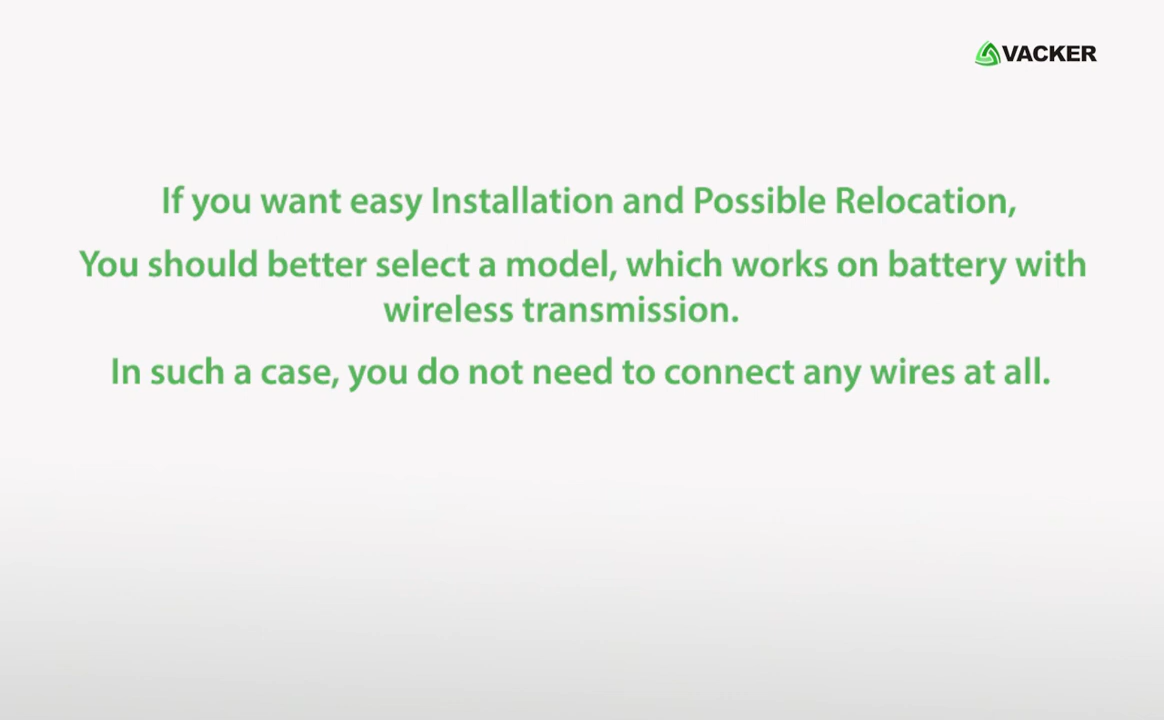 VACKER
If you want easy Installation and Possible Relocation,
You should better select a model, which works on battery with
wireless transmission.
In such a case, you do not need to connect any wires at all.